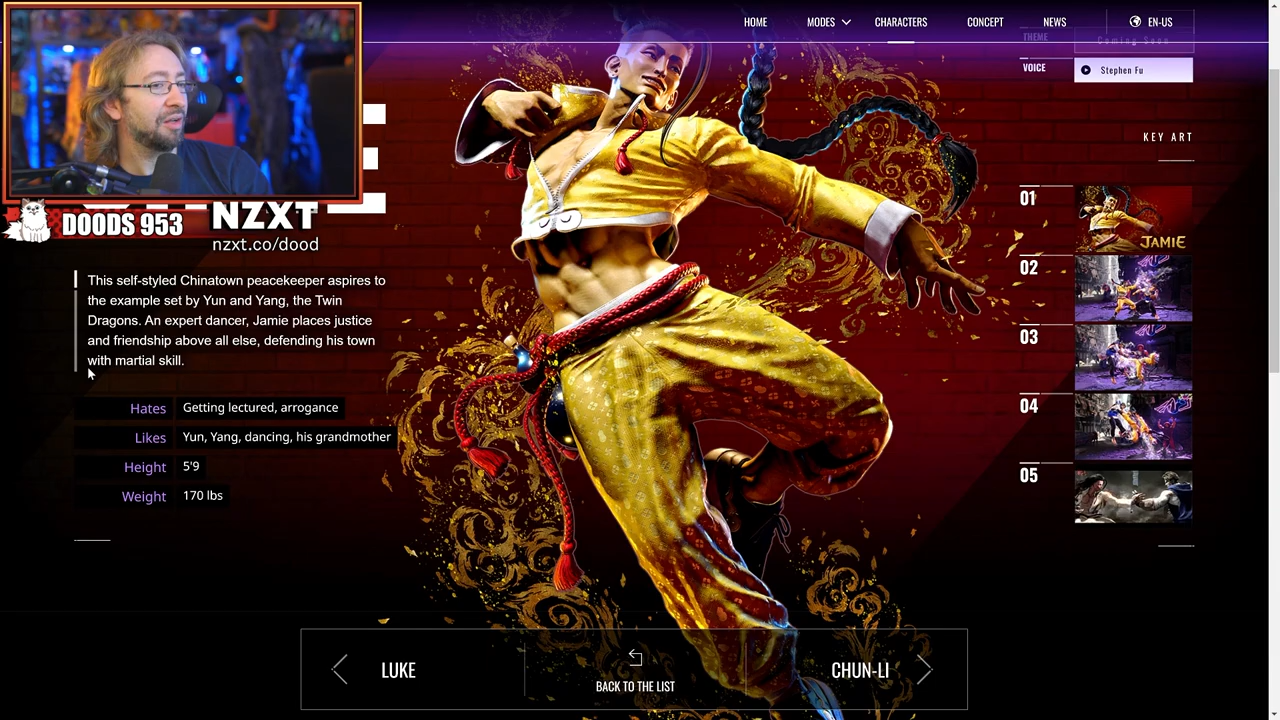 HOME
MODES
CHARACTERS
CONCEPT
NEWS
EN-US
THEME
Coming Soon
VOICE
Stephen Fu
KEY ART
01
JAMIE
02
03
04
05
DOODS 953
NZXT
nzxt.co/dood
This self-styled Chinatown peacekeeper aspires to
the example set by Yun and Yang, the Twin
Dragons. An expert dancer, Jamie places justice
and friendship above all else, defending his town
with martial skill.
Hates Getting lectured, arrogance
Likes Yun, Yang, dancing, his grandmother
Height 5'9
Weight 170 lbs
LUKE
BACK TO THE LIST
CHUN-LI